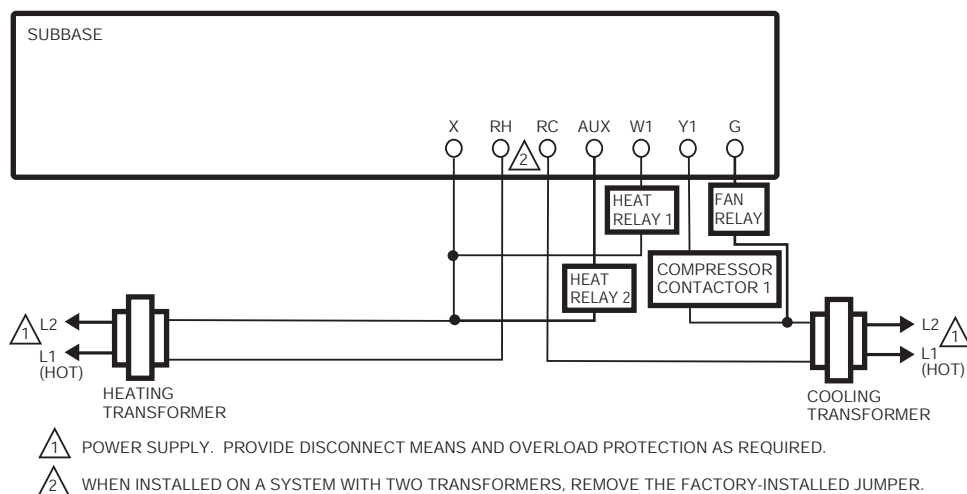 SUBBASE
X RH RC AUX W1 Y1 G
2
HEAT
RELAY 1
FAN
RELAY
HEAT
RELAY 2
COMPRESSOR
CONTACTOR 1
1
L2
L1
(HOT)
HEATING
TRANSFORMER
L2
1
L1
(HOT)
COOLING
TRANSFORMER
1 POWER SUPPLY. PROVIDE DISCONNECT MEANS AND OVERLOAD PROTECTION AS REQUIRED.
2 WHEN INSTALLED ON A SYSTEM WITH TWO TRANSFORMERS, REMOVE THE FACTORY-INSTALLED JUMPER.